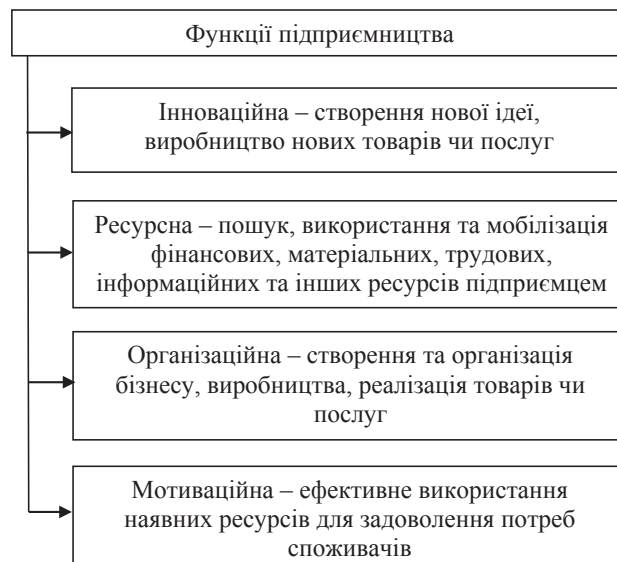 Функції підприємництва
Інноваційна – створення нової ідеї,
виробництво нових товарів чи послуг
Ресурсна – пошук, використання та мобілізація
фінансових, матеріальних, трудових,
інформаційних та інших ресурсів підприємцем
Організаційна – створення та організація
бізнесу, виробництва, реалізація товарів чи
послуг
Мотиваційна – ефективне використання
наявних ресурсів для задоволення потреб
споживачів